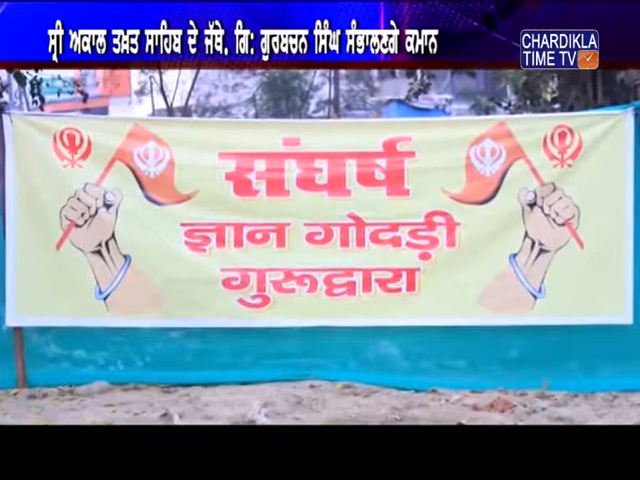 ਸ੍ਰੀ ਅਕਾਲ ਤਖ਼ਤ ਸਾਹਿਬ ਦੇ ਜੱਥੇ. ਗਿ: ਗੁਰਬਚਨ ਸਿੰਘ ਸੰਭਾਲਣਗੇ ਕਮਾਨ
CHARDIKLA
TIME TV
संघर्ष
ज्ञान गोदड़ी
गुरूद्वारा